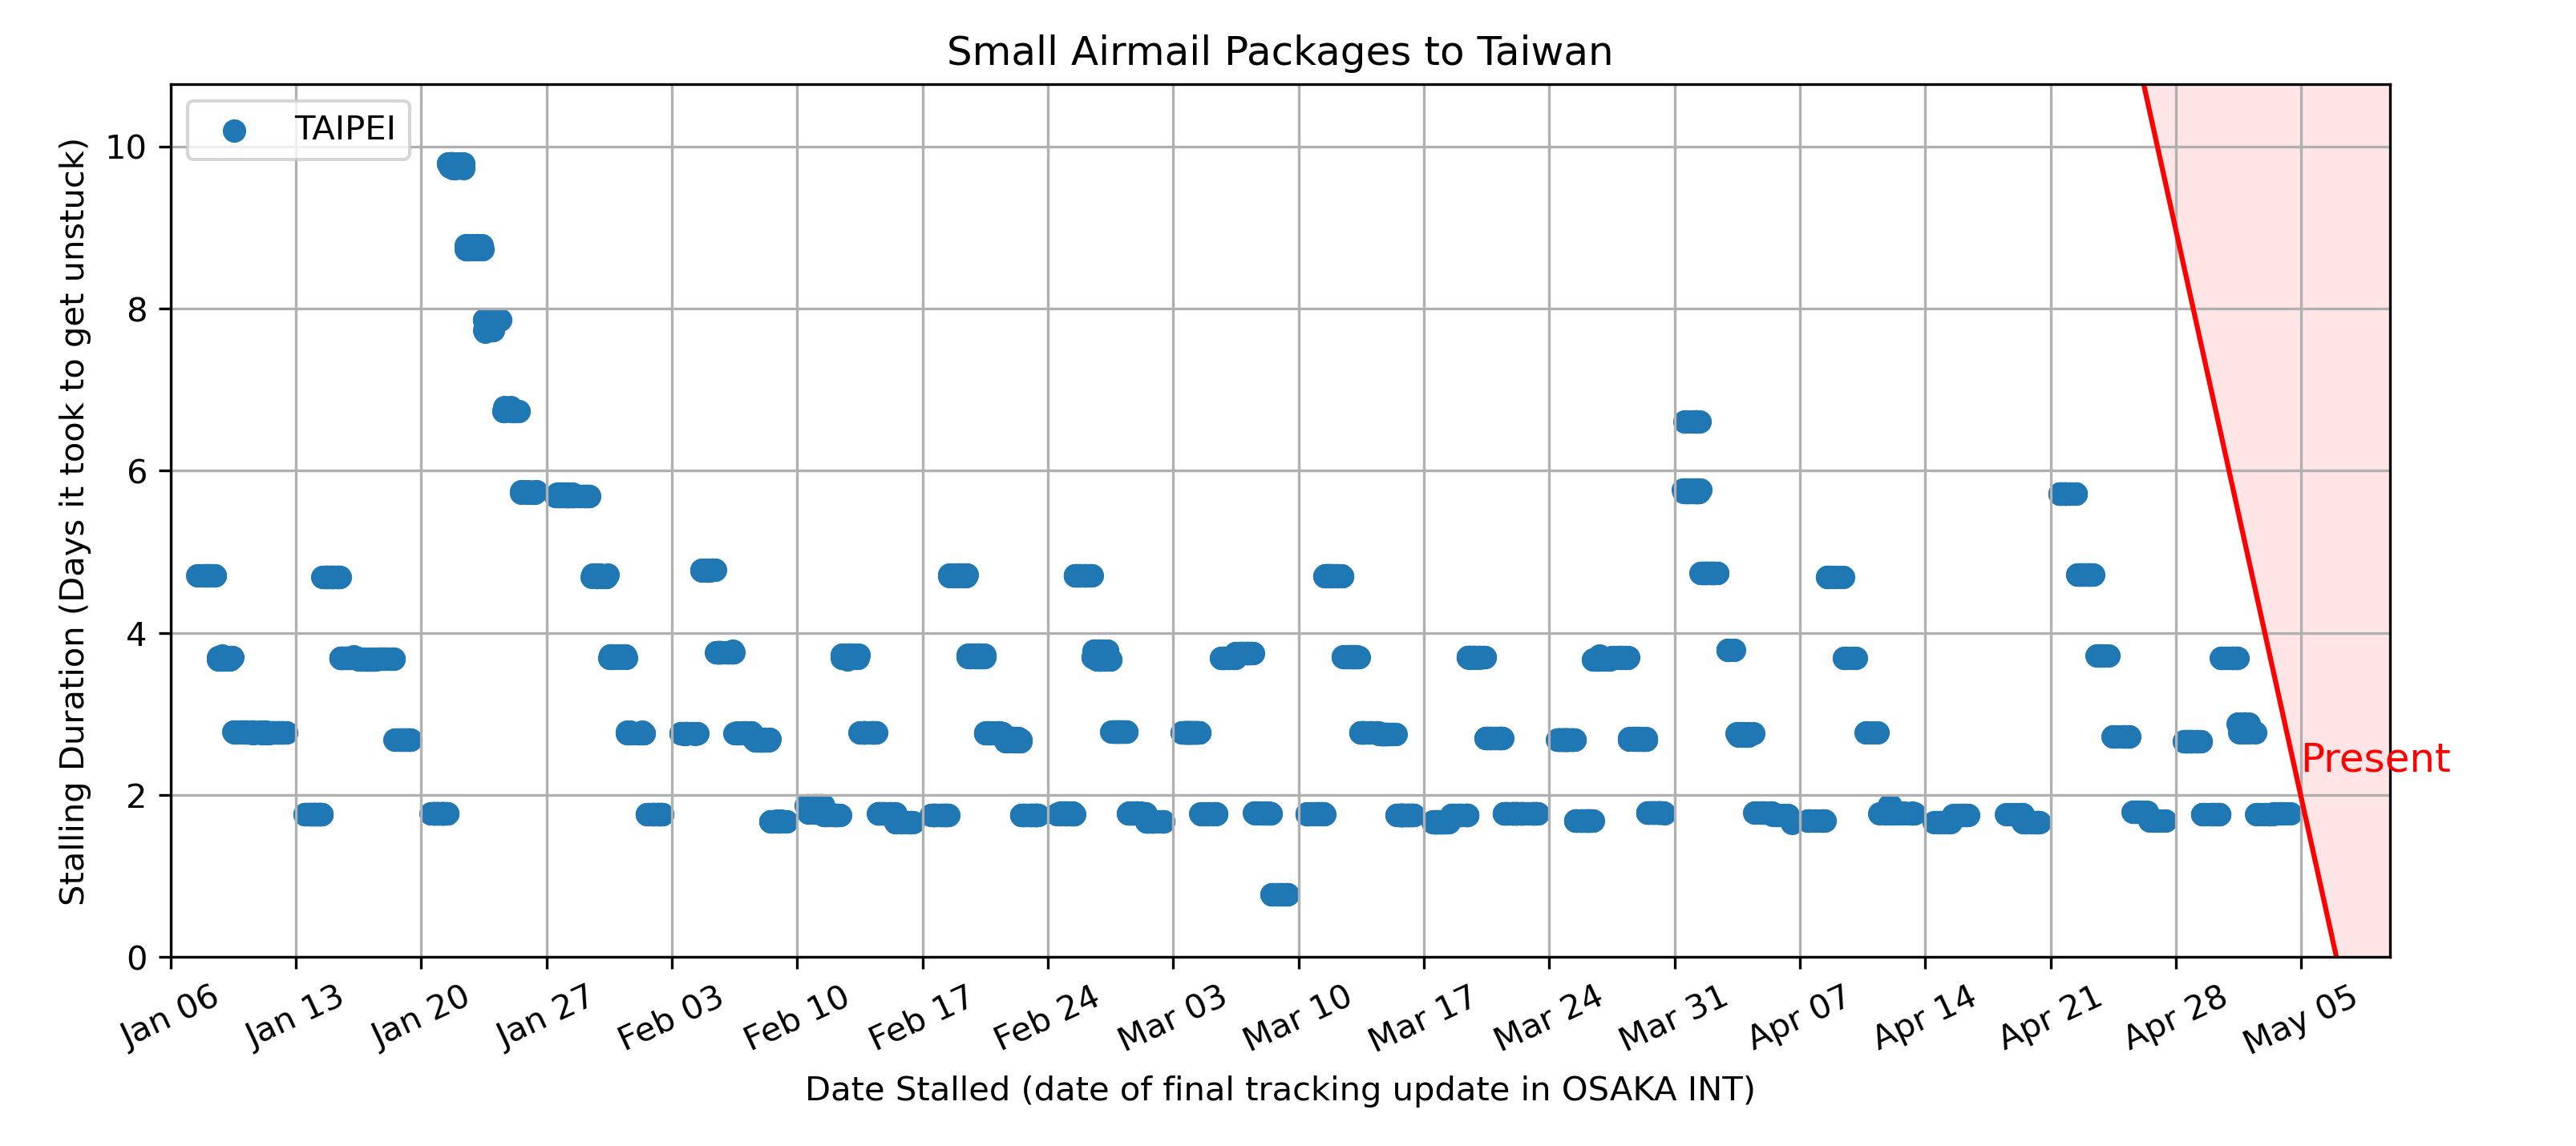 Small Airmail Packages to Taiwan
TAIPEI
Stalling Duration (Days it took to get unstuck)
10
8
6
4
2
0
Present
Jan 06
Jan 13
Jan 20
Jan 27
Feb 03
Feb 10
Feb 17
Feb 24
Mar 03
Mar 10
Mar 17
Mar 24
Mar 31
Apr 07
Apr 14
Apr 21
Apr 28
May 05
Date Stalled (date of final tracking update in OSAKA INT)